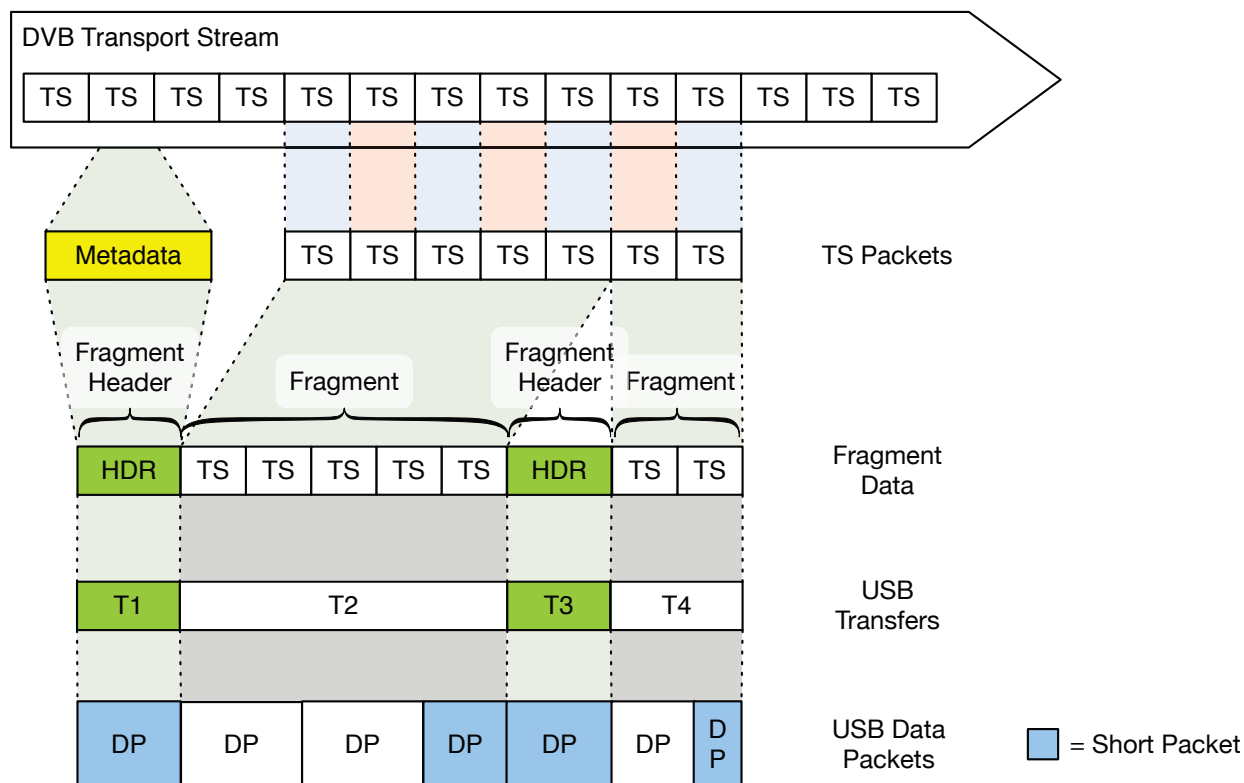 DVB Transport Stream
TS TS TS TS TS TS TS TS TS TS TS TS TS TS
Metadata TS TS TS TS TS TS TS TS Packets
Fragment
Header
Fragment
Fragment
Header
Fragment
HDR TS TS TS TS TS HDR TS TS
Fragment
Data
T1 T2 T3 T4
USB
Transfers
DP DP DP DP DP DP D
P
USB Data
Packets
= Short Packet